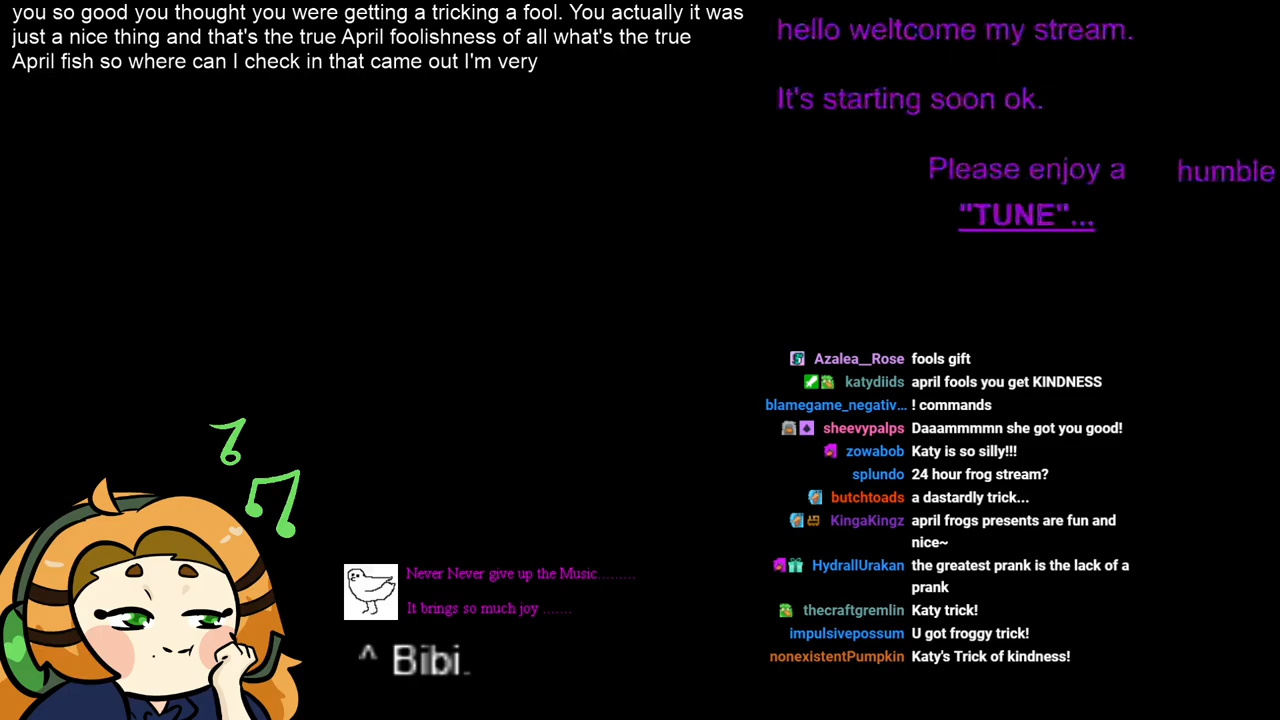 you so good you thought you were getting a tricking a fool. You actually it was
just a nice thing and that's the true April foolishness of all what's the true
April fish so where can I check in that came out I'm very
hello weltcome my stream.
It's starting soon ok.
Please enjoy a humble
"TUNE"...
Azalea__Rose fools gift
katydiids april fools you get KINDNESS
blamegame_negativ... ! commands
sheevypalps Daaammmmn she got you good!
zowabob Katy is so silly!!!
splundo 24 hour frog stream?
butchtoads a dastardly trick...
KingaKingz april frogs presents are fun and
nice~
HydrallUrakan the greatest prank is the lack of a
prank
thecraftgremlin Katy trick!
impulsivepossum U got froggy trick!
nonexistentPumpkin Katy's Trick of kindness!
Never Never give up the Music.........
It brings so much joy .......
^ Bibi.